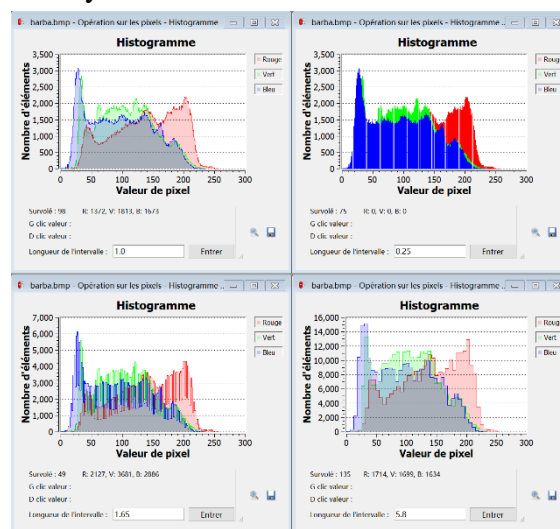 barba.bmp - Opération sur les pixels - Histogramme
Histogramme
Nombre d'éléments
3,500
3,000
2,500
2,000
1,500
1,000
500
0
0 50 100 150 200 250 300
Valeur de pixel
Rouge
Vert
Bleu
Survolé : 98 R: 1372, V: 1813, B: 1673
G clic valeur :
D clic valeur :
Longueur de l'intervalle : 1.0 Entrer
barba.bmp - Opération sur les pixels - Histogramme ...
Histogramme
Nombre d'éléments
3,500
3,000
2,500
2,000
1,500
1,000
500
0
0 50 100 150 200 250 300
Valeur de pixel
Rouge
Vert
Bleu
Survolé : 75 R: 0, V: 0, B: 0
G clic valeur :
D clic valeur :
Longueur de l'intervalle : 0.25 Entrer
barba.bmp - Opération sur les pixels - Histogramme ...
Histogramme
Nombre d'éléments
7,000
6,000
5,000
4,000
3,000
2,000
1,000
0
0 50 100 150 200 250 300
Valeur de pixel
Rouge
Vert
Bleu
Survolé : 49 R: 2127, V: 3681, B: 2886
G clic valeur :
D clic valeur :
Longueur de l'intervalle : 1.65 Entrer
barba.bmp - Opération sur les pixels - Histogramme ...
Histogramme
Nombre d'éléments
16,000
14,000
12,000
10,000
8,000
6,000
4,000
2,000
0
0 50 100 150 200 250 300
Valeur de pixel
Rouge
Vert
Bleu
Survolé : 135 R: 1714, V: 1699, B: 1634
G clic valeur :
D clic valeur :
Longueur de l'intervalle : 5.8 Entrer